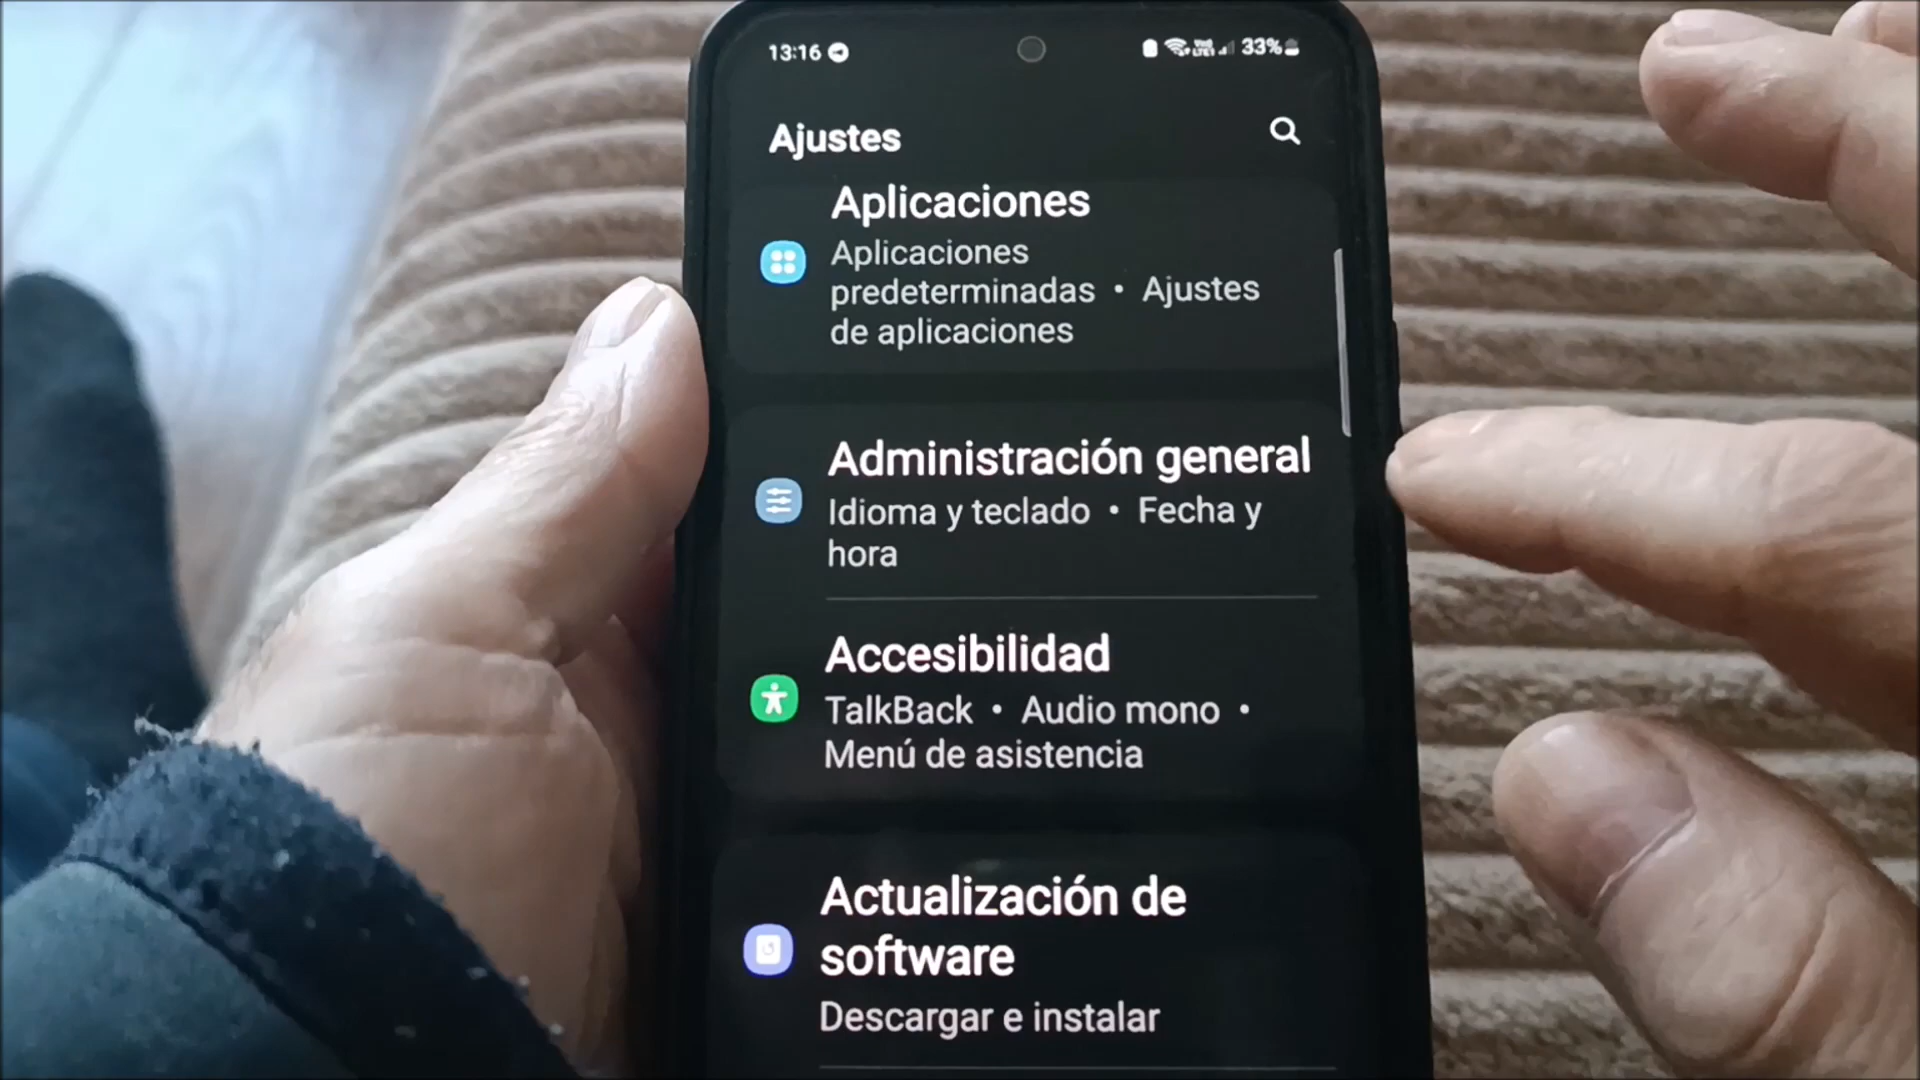 13:16 33%
Ajustes
Aplicaciones
Aplicaciones
predeterminadas • Ajustes
de aplicaciones
Administración general
Idioma y teclado • Fecha y
hora
Accesibilidad
TalkBack • Audio mono •
Menú de asistencia
Actualización de
software
Descargar e instalar